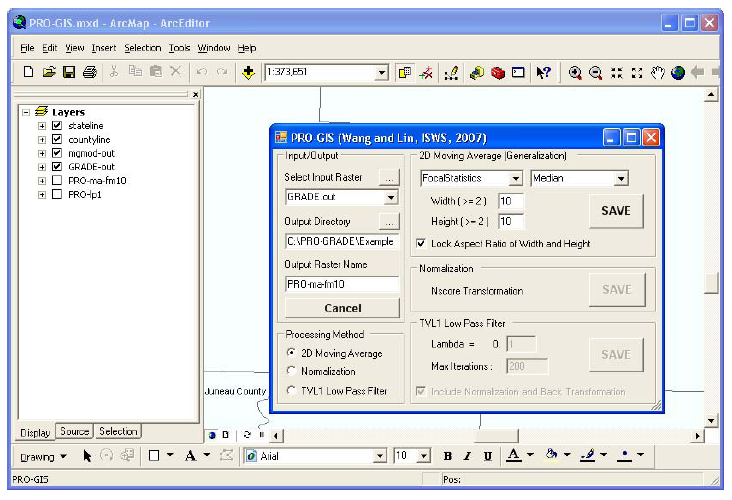 PRO-GIS.mxd - ArcMap - ArcEditor
File Edit View Insert Selection Tools Window Help
1:373,651
Layers
stateline
countyline
mgmod-out
GRADE-out
PRO-ma-fm10
PRO-lp1
PRO-GIS (Wang and Lin, ISWS, 2007)
Input/Output
Select Input Raster ...
GRADE-out
Output Directory ...
C:\PRO-GRADE\Example
Output Raster Name
PRO-ma-fm10
Cancel
Processing Method
2D Moving Average
Normalization
TVL1 Low Pass Filter
2D Moving Average (Generalization)
FocalStatistics Median
Width ( >= 2 ) 10
Height ( >= 2 ) 10
SAVE
Lock Aspect Ratio of Width and Height
Normalization
Nscore Transformation
SAVE
TVL1 Low Pass Filter
Lambda = 0. 1
Max Iterations : 200
SAVE
Include Normalization and Back Transformation
Juneau County
Display Source Selection
Drawing A Arial 10 B I U A
PRO-GIS Pos: